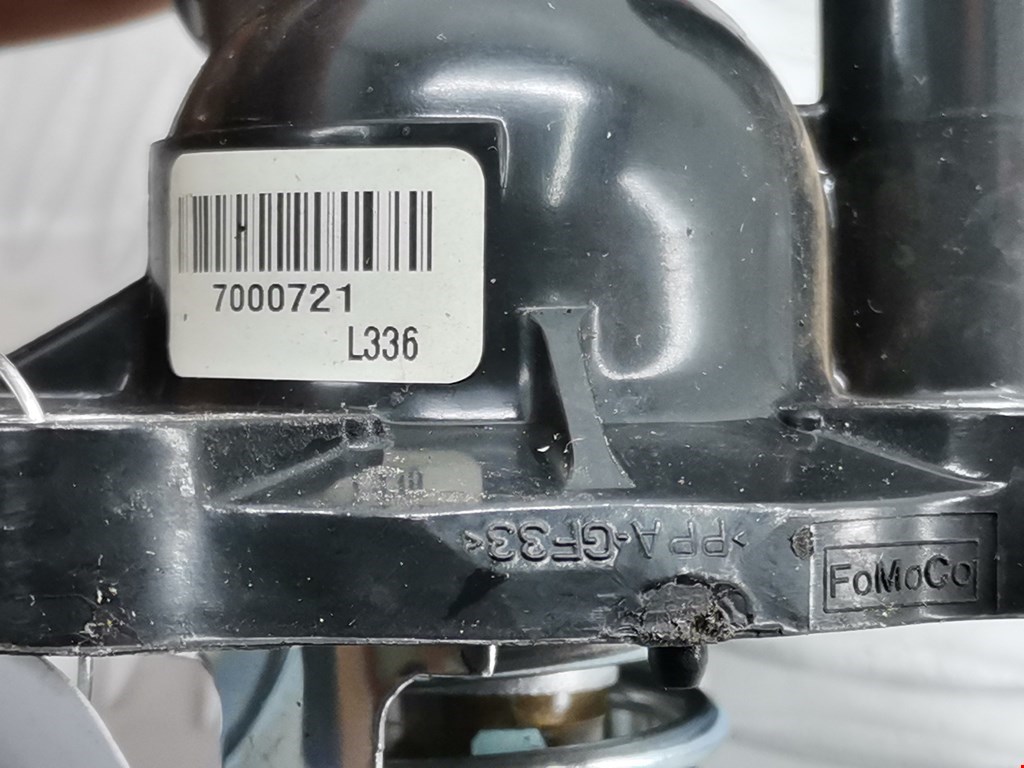 7000721
L336
>PPA-GF33<
FoMoCo